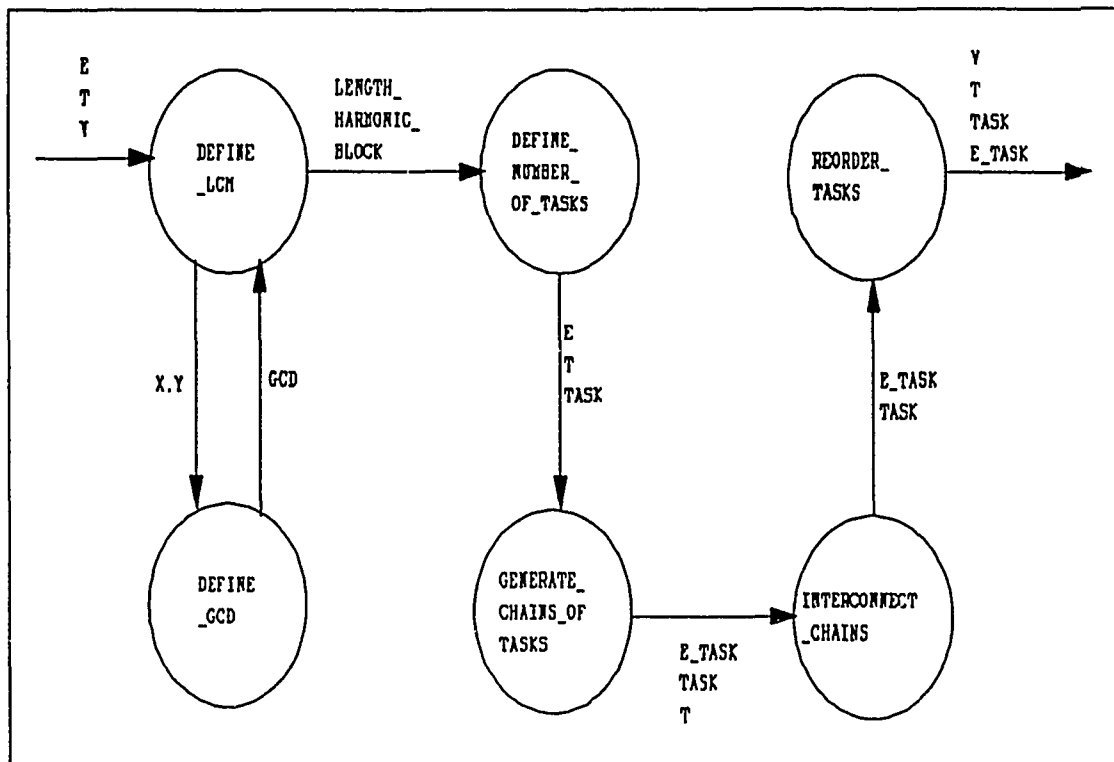 E
T
V
DEFINE
_LCM
LENGTH_
HARMONIC_
BLOCK
DEFINE_
NUMBER_
OF_TASKS
REORDER_
TASKS
V
T
TASK
E_TASK
X,Y
GCD
E
T
TASK
E_TASK
TASK
DEFINE
_GCD
GENERATE_
CHAINS_OF
TASKS
E_TASK
TASK
T
INTERCONNECT
_CHAINS